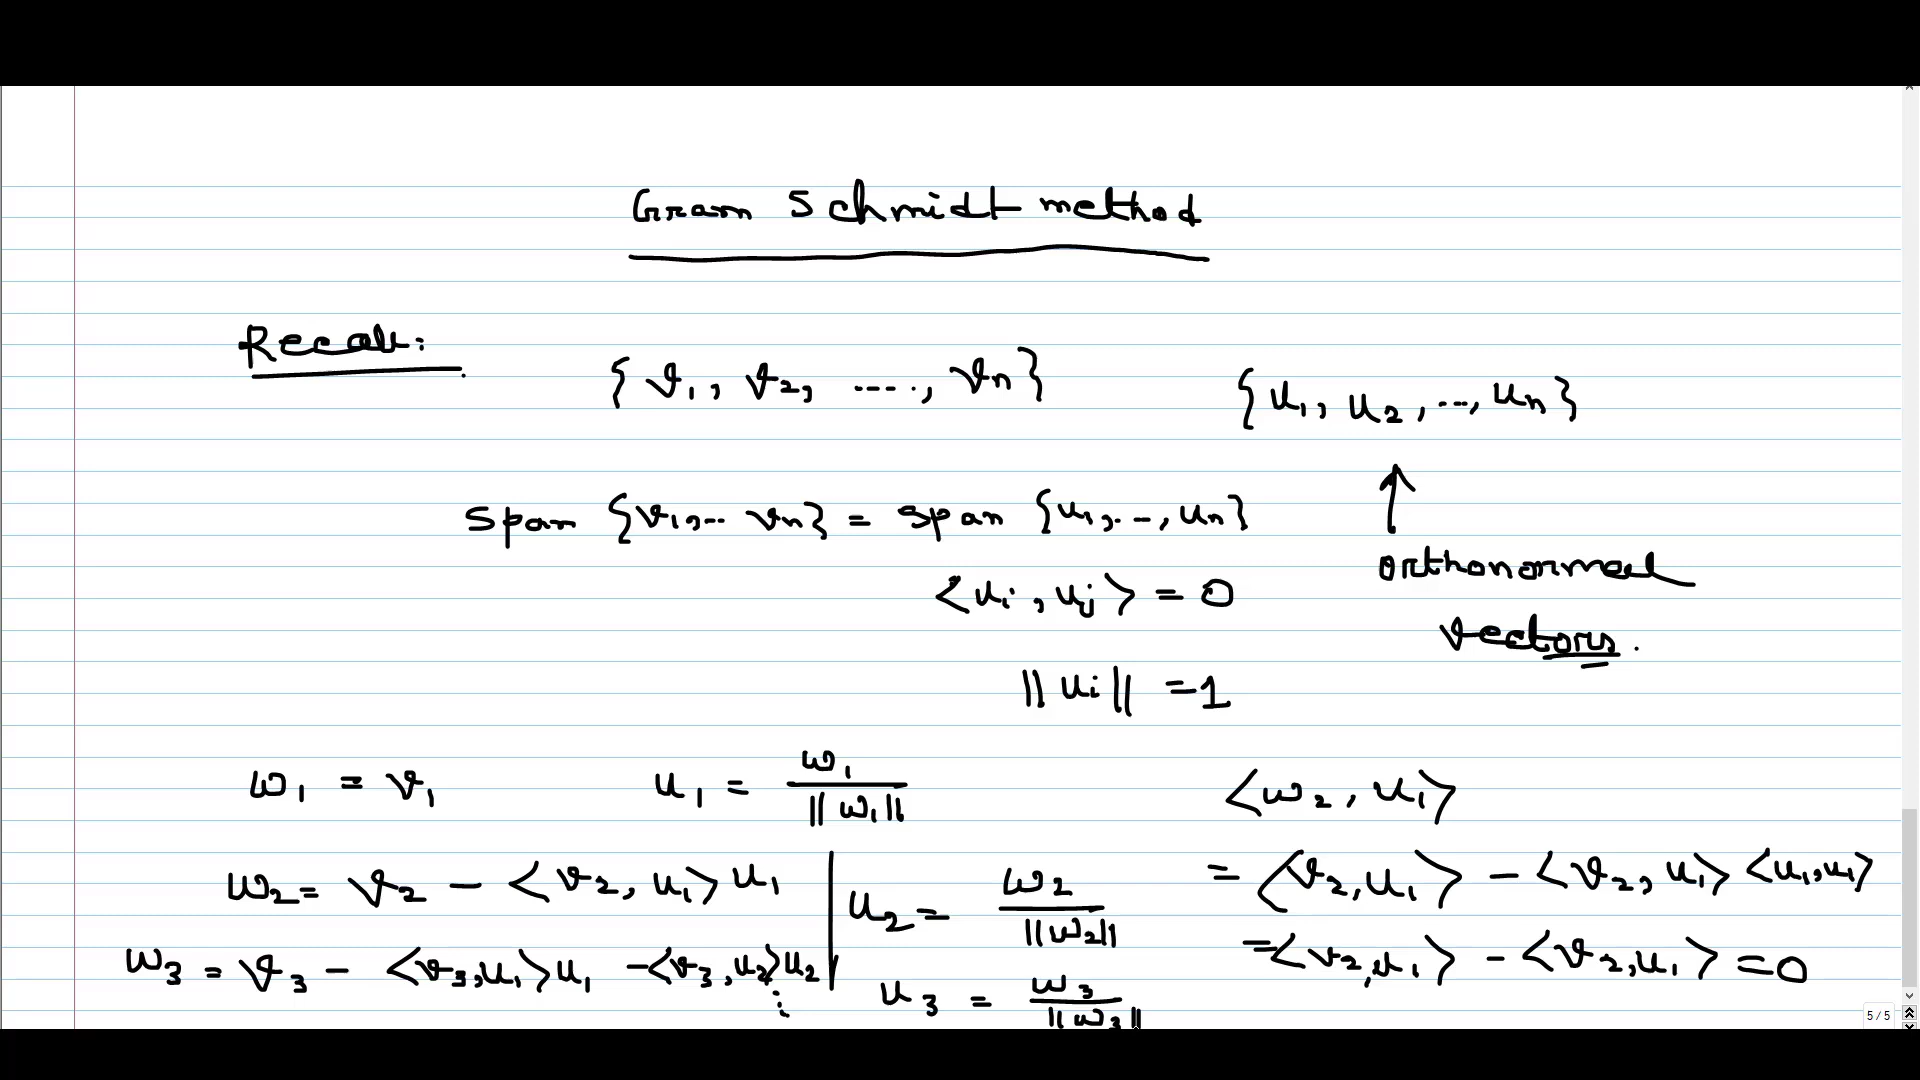 Gram Schmidt method
Recall:
{ v₁, v₂, ....., vₙ }
{ u₁, u₂, ..., uₙ }
span {v₁,.. vₙ} = span {u₁,..., uₙ}
orthonormal
<uᵢ, uⱼ> = 0
vectors.
|| uᵢ || = 1
w₁ = v₁
u₁ = w₁ / ||w₁||
<w₂, u₁>
w₂ = v₂ - <v₂, u₁> u₁
u₂ = w₂ / ||w₂||
= <v₂, u₁> - <v₂, u₁> <u₁, u₁>
w₃ = v₃ - <v₃, u₁> u₁ - <v₃, u₂> u₂
= <v₂, u₁> - <v₂, u₁> = 0
⋮
u₃ = w₃ / ||w₃||
5 / 5